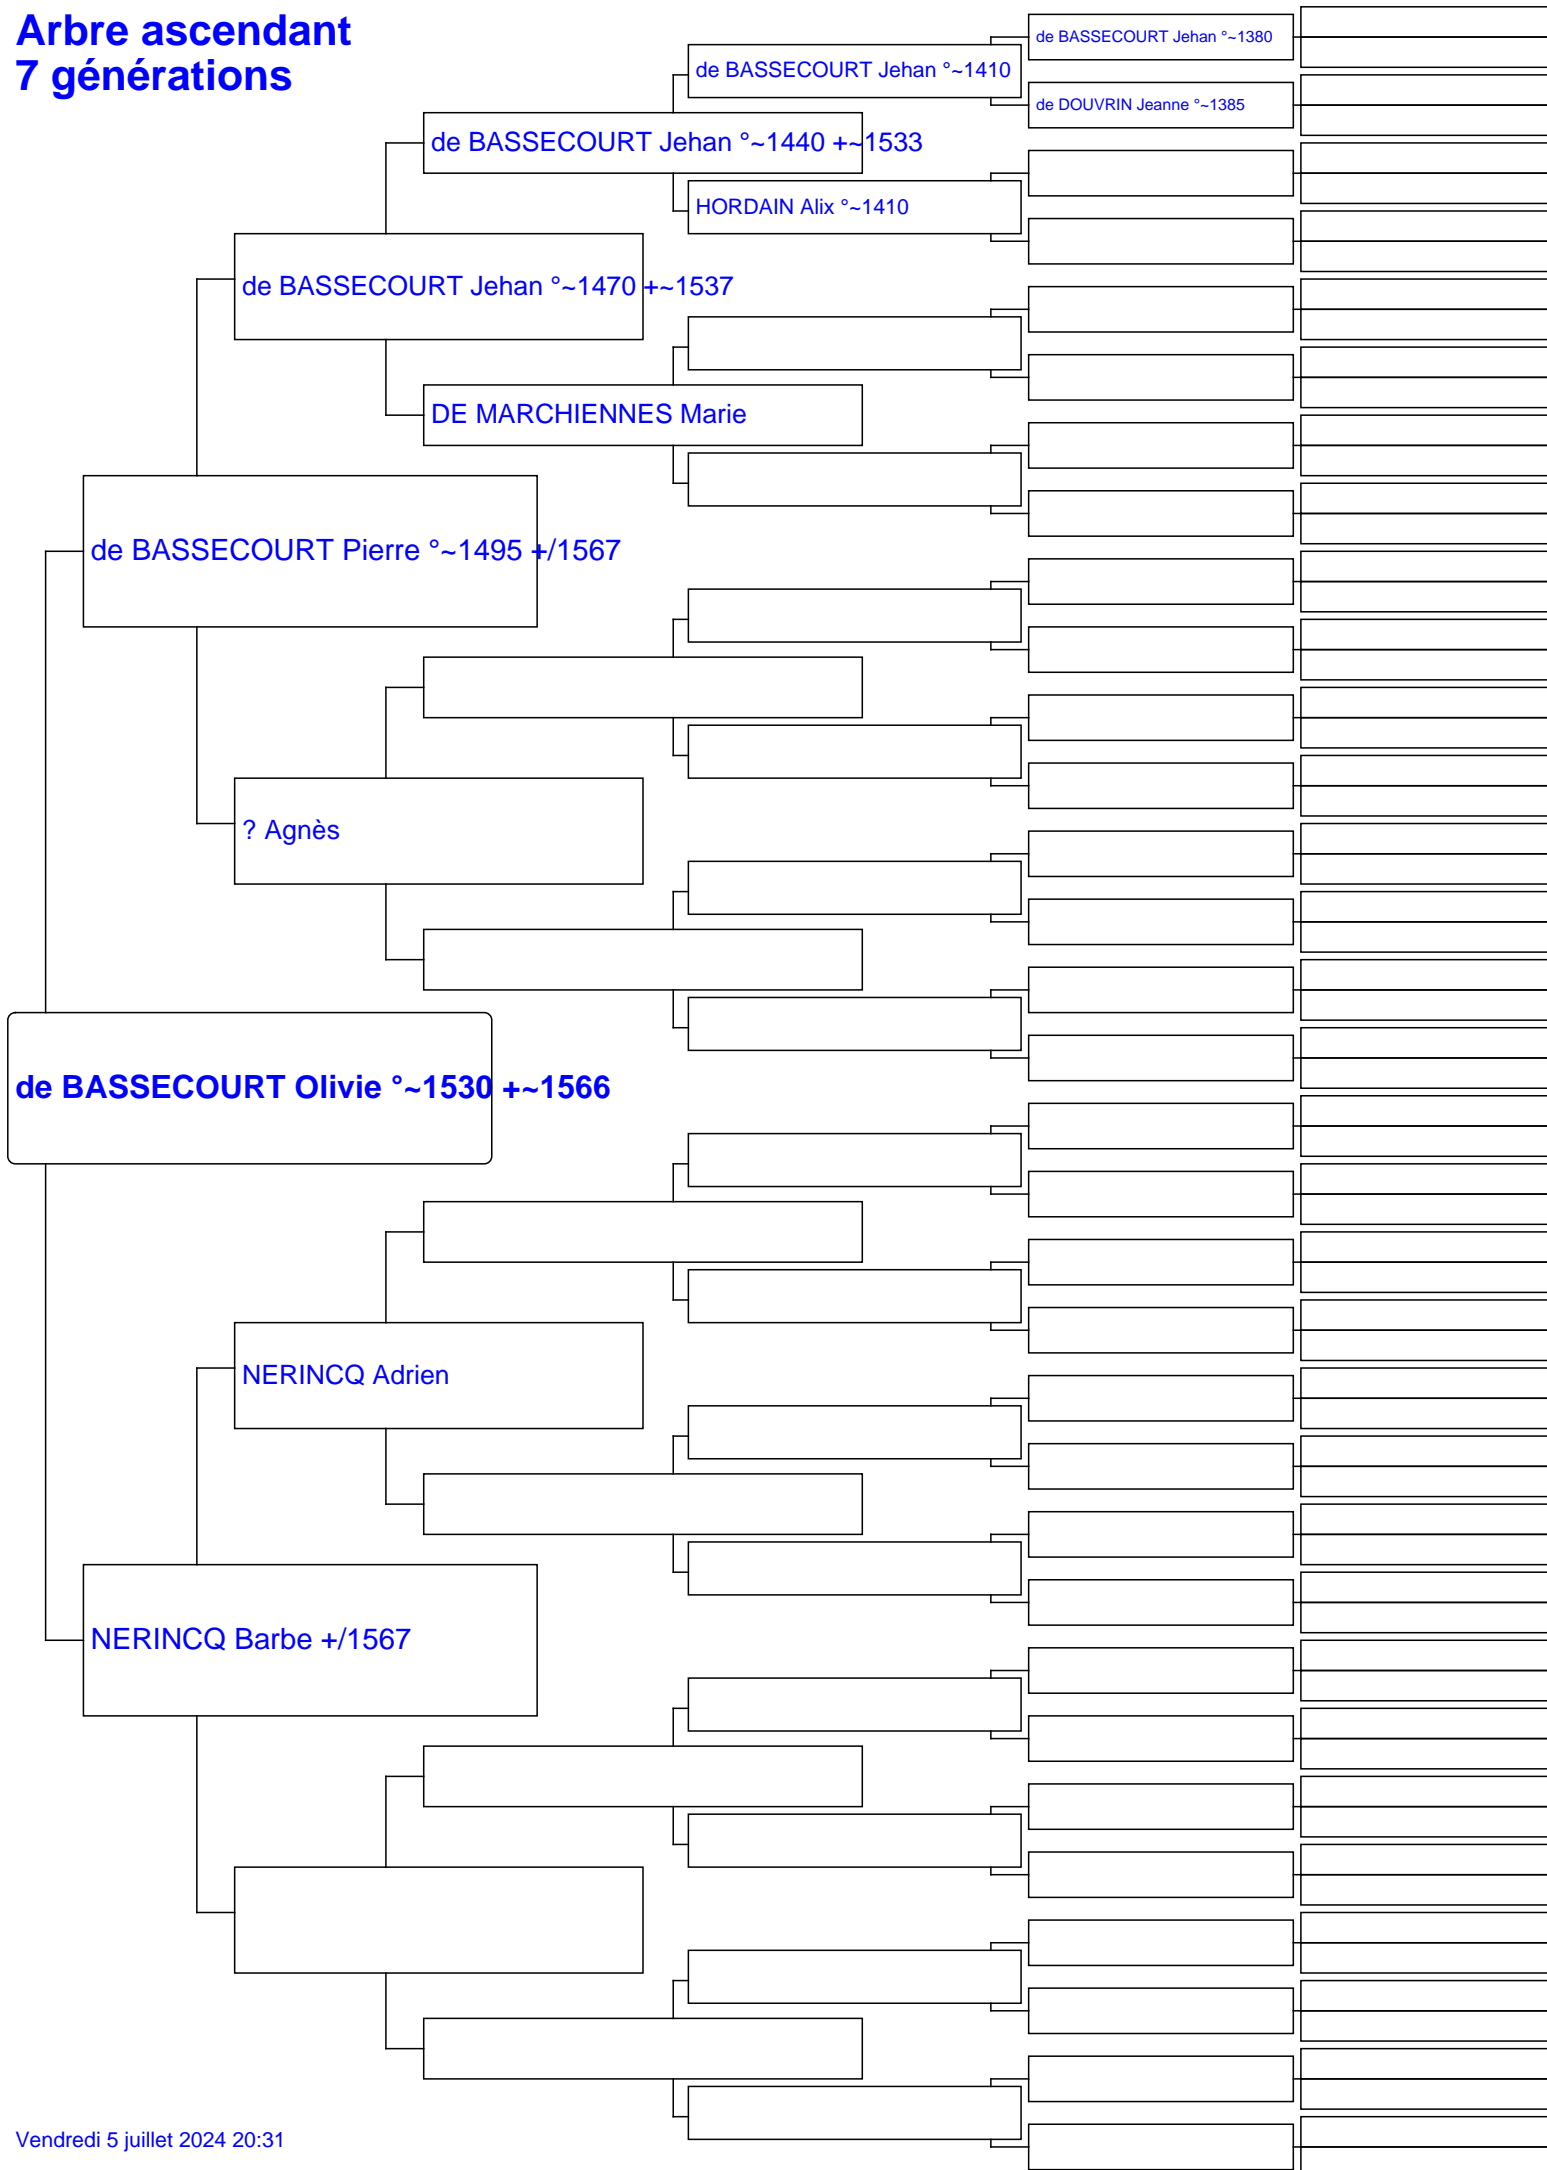 Arbre ascendant
7 générations
de BASSECOURT Jehan °~1380
de BASSECOURT Jehan °~1410
de DOUVRIN Jeanne °~1385
de BASSECOURT Jehan °~1440 +~1533
HORDAIN Alix °~1410
de BASSECOURT Jehan °~1470 +~1537
DE MARCHIENNES Marie
de BASSECOURT Pierre °~1495 +/1567
? Agnès
de BASSECOURT Olivie °~1530 +~1566
NERINCQ Adrien
NERINCQ Barbe +/1567
Vendredi 5 juillet 2024 20:31